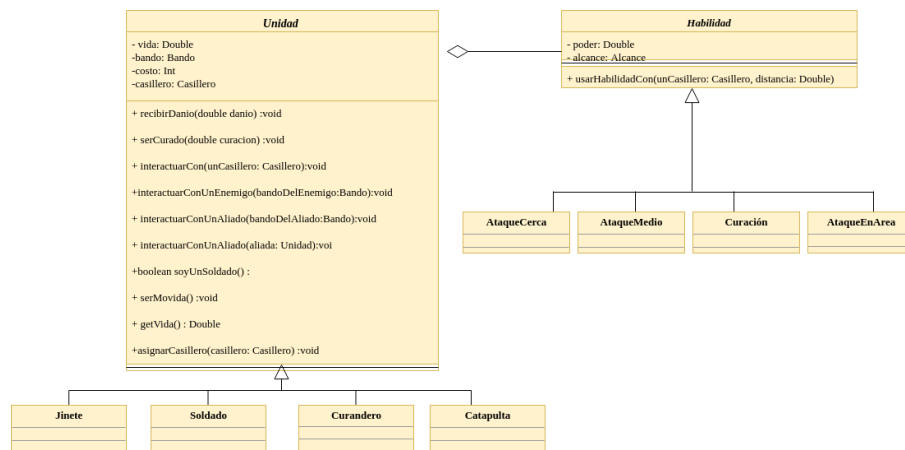 Unidad
- vida: Double
-bando: Bando
-costo: Int
-casillero: Casillero
+ recibirDanio(double danio) :void
+ serCurado(double curacion) :void
+ interactuarCon(unCasillero: Casillero):void
+interactuarConUnEnemigo(bandoDelEnemigo:Bando):void
+ interactuarConUnAliado(bandoDelAliado:Bando):void
+ interactuarConUnAliado(aliada: Unidad):voi
+boolean soyUnSoldado() :
+ serMovida() :void
+ getVida() : Double
+asignarCasillero(casillero: Casillero) :void
Habilidad
- poder: Double
- alcance: Alcance
+ usarHabilidadCon(unCasillero: Casillero, distancia: Double)
AtaqueCerca
AtaqueMedio
Curación
AtaqueEnArea
Jinete
Soldado
Curandero
Catapulta